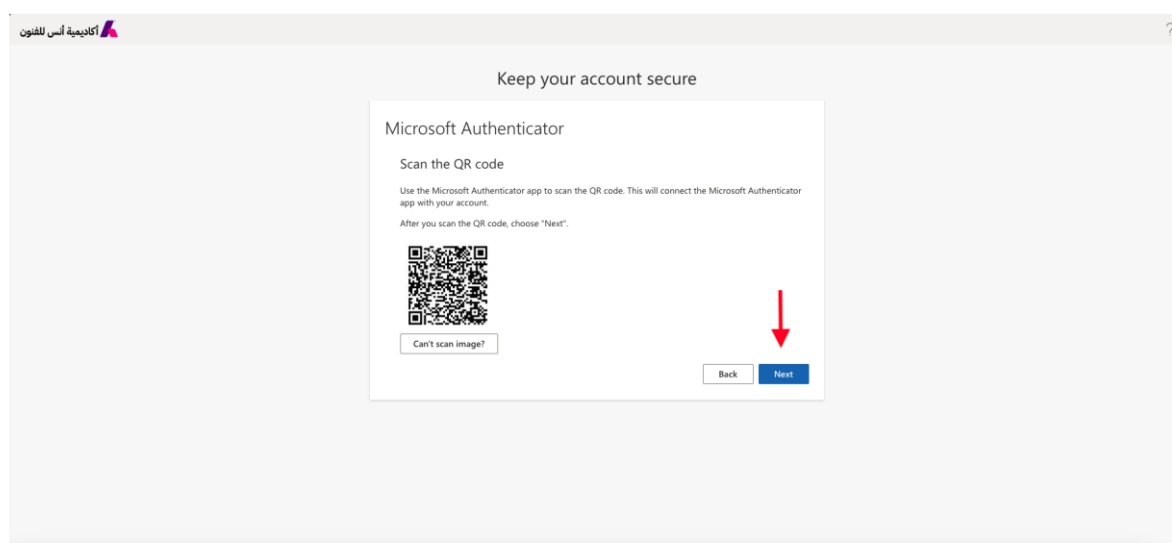 أكاديمية أنس للفنون
?
Keep your account secure
Microsoft Authenticator
Scan the QR code
Use the Microsoft Authenticator app to scan the QR code. This will connect the Microsoft Authenticator
app with your account.
After you scan the QR code, choose "Next".
Can't scan image?
Back Next